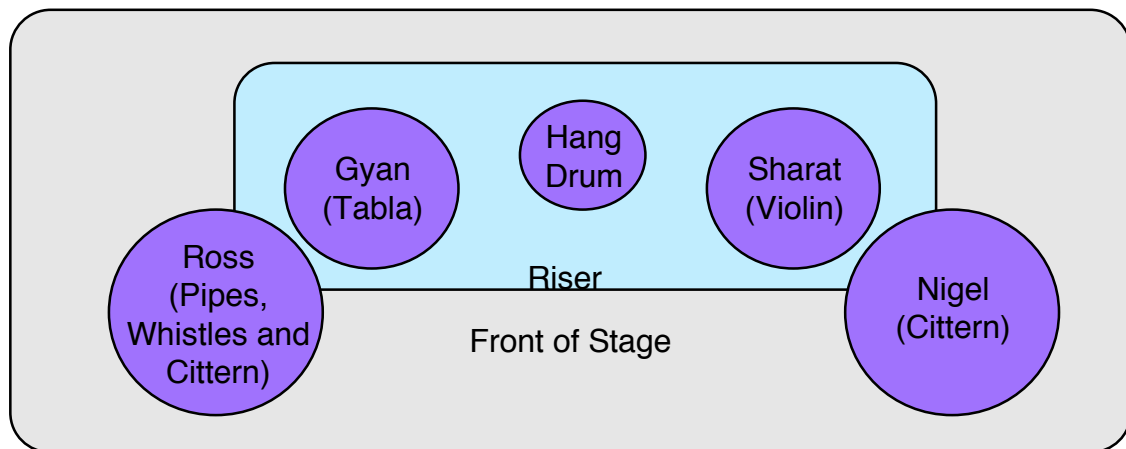 Hang
Drum
Gyan
(Tabla)
Sharat
(Violin)
Ross
(Pipes,
Whistles and
Cittern)
Riser
Nigel
(Cittern)
Front of Stage